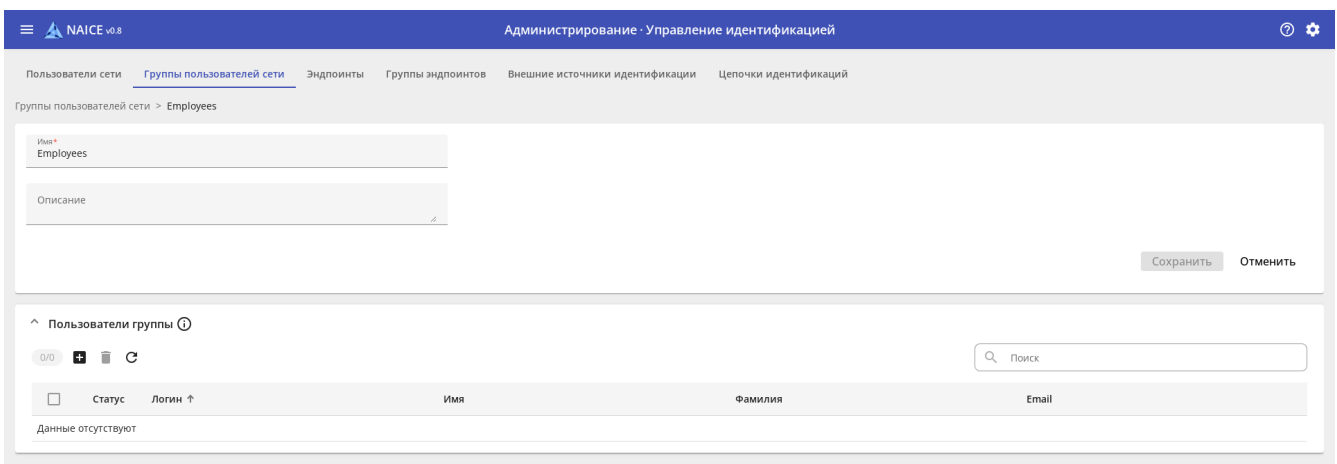 NAICE v0.8 Администрирование · Управление идентификацией
Пользователи сети Группы пользователей сети Эндпоинты Группы эндпоинтов Внешние источники идентификации Цепочки идентификаций
Группы пользователей сети > Employees
Имя*
Employees
Описание
Сохранить Отменить
Пользователи группы
0/0 Поиск
Статус Логин ↑ Имя Фамилия Email
Данные отсутствуют